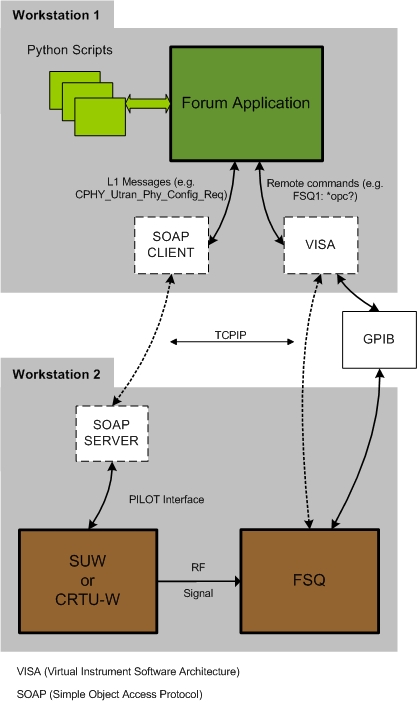 Workstation 1
Python Scripts
Forum Application
L1 Messages (e.g.
CPHY_Utran_Phy_Config_Req)
Remote commands (e.g.
FSQ1: *opc?)
SOAP
CLIENT
VISA
TCPIP
GPIB
Workstation 2
SOAP
SERVER
PILOT Interface
SUW
or
CRTU-W
RF
Signal
FSQ
VISA (Virtual Instrument Software Architecture)
SOAP (Simple Object Access Protocol)